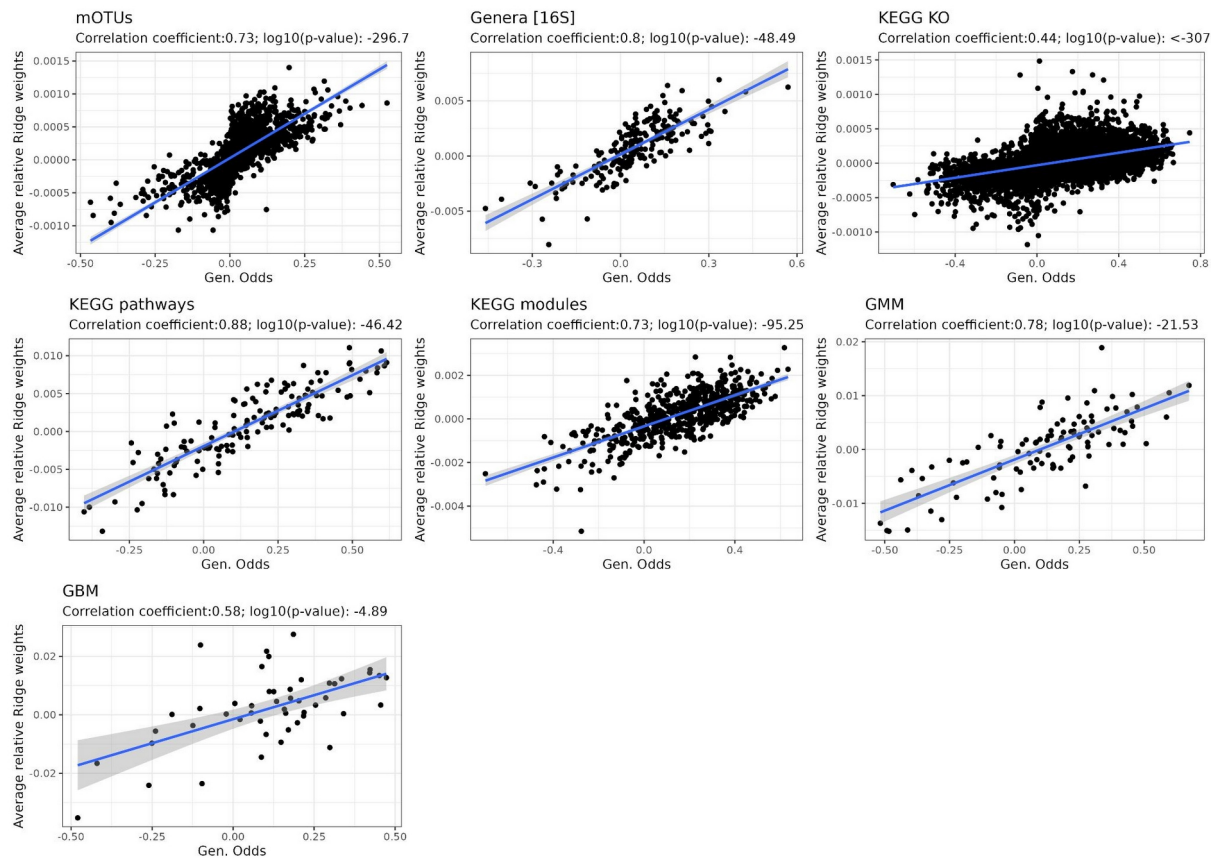 mOTUs
Correlation coefficient:0.73; log10(p-value): -296.7
Average relative Ridge weights
0.0015
0.0010
0.0005
0.0000
-0.0005
-0.0010
-0.50
-0.25
0.00
0.25
0.50
Gen. Odds
Genera [16S]
Correlation coefficient:0.8; log10(p-value): -48.49
Average relative Ridge weights
0.005
0.000
-0.005
-0.3
0.0
0.3
0.6
Gen. Odds
KEGG KO
Correlation coefficient:0.44; log10(p-value): <-307
Average relative Ridge weights
0.0015
0.0010
0.0005
0.0000
-0.0005
-0.0010
-0.4
0.0
0.4
0.8
Gen. Odds
KEGG pathways
Correlation coefficient:0.88; log10(p-value): -46.42
Average relative Ridge weights
0.010
0.005
0.000
-0.005
-0.010
-0.25
0.00
0.25
0.50
Gen. Odds
KEGG modules
Correlation coefficient:0.73; log10(p-value): -95.25
Average relative Ridge weights
0.002
0.000
-0.002
-0.004
-0.4
0.0
0.4
Gen. Odds
GMM
Correlation coefficient:0.78; log10(p-value): -21.53
Average relative Ridge weights
0.02
0.01
0.00
-0.01
-0.50
-0.25
0.00
0.25
0.50
Gen. Odds
GBM
Correlation coefficient:0.58; log10(p-value): -4.89
Average relative Ridge weights
0.02
0.00
-0.02
-0.50
-0.25
0.00
0.25
0.50
Gen. Odds